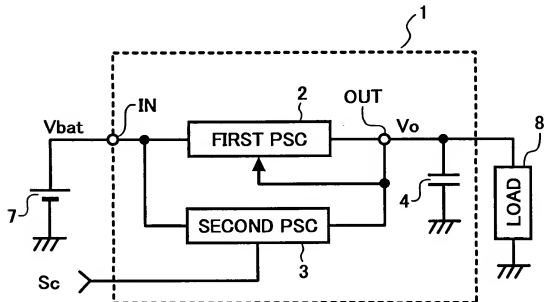 1
2
IN
OUT
8
Vbat
FIRST PSC
Vo
7
4
LOAD
SECOND PSC
3
Sc